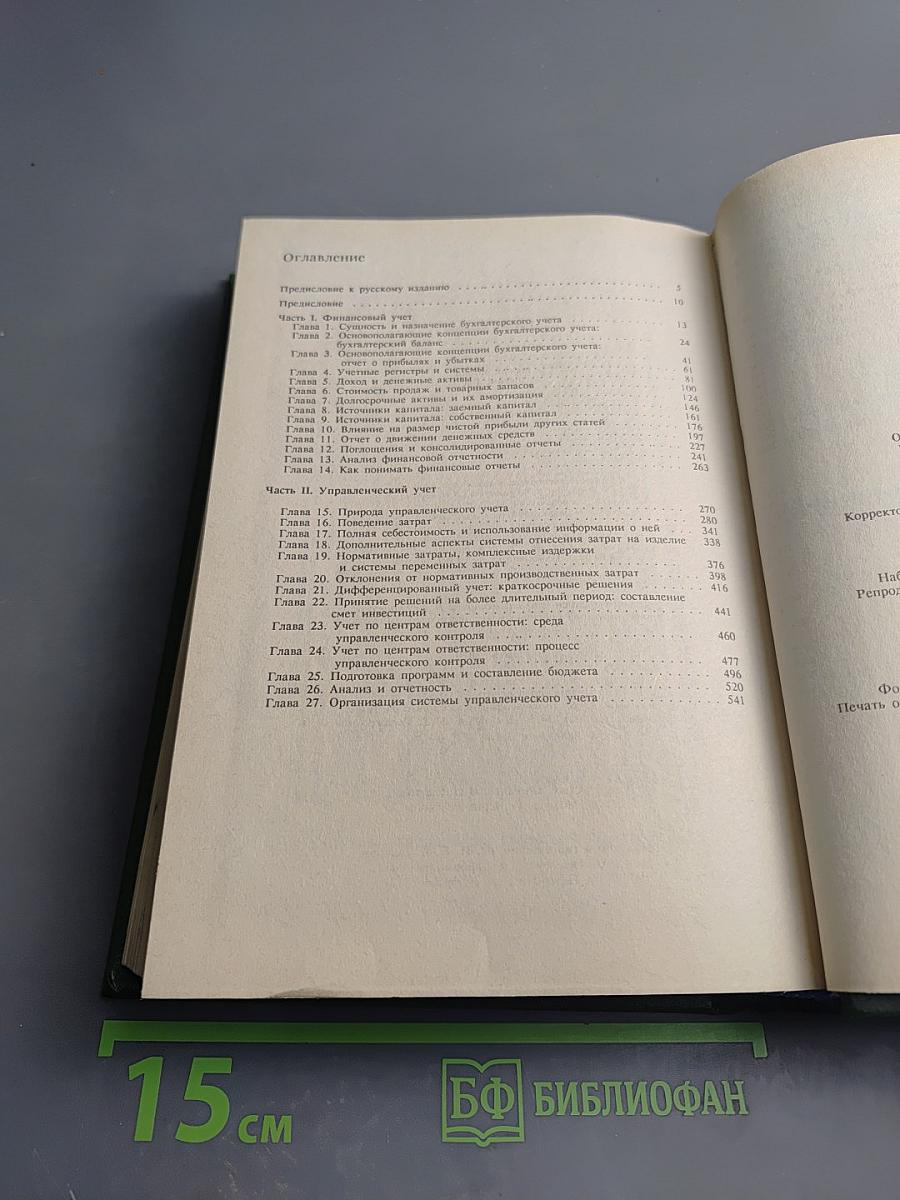 Оглавление
Предисловие к русскому изданию . . . . . . . . . . . . . . . . . . . . 5
Предисловие . . . . . . . . . . . . . . . . . . . . . . . . . . . . . . 10
Часть I. Финансовый учет
Глава 1. Сущность и назначение бухгалтерского учета . . . . . . . . . 13
Глава 2. Основополагающие концепции бухгалтерского учета:
бухгалтерский баланс . . . . . . . . . . . . . . . . . . . . 24
Глава 3. Основополагающие концепции бухгалтерского учета:
отчет о прибылях и убытках . . . . . . . . . . . . . . . . . 41
Глава 4. Учетные регистры и системы . . . . . . . . . . . . . . . . . 61
Глава 5. Доход и денежные активы . . . . . . . . . . . . . . . . . . 81
Глава 6. Стоимость продаж и товарных запасов . . . . . . . . . . . . 100
Глава 7. Долгосрочные активы и их амортизация . . . . . . . . . . . . 124
Глава 8. Источники капитала: заемный капитал . . . . . . . . . . . . 146
Глава 9. Источники капитала: собственный капитал . . . . . . . . . . 161
Глава 10. Влияние на размер чистой прибыли других статей . . . . . . 176
Глава 11. Отчет о движении денежных средств . . . . . . . . . . . . . 197
Глава 12. Поглощения и консолидированные отчеты . . . . . . . . . . . 227
Глава 13. Анализ финансовой отчетности . . . . . . . . . . . . . . . 241
Глава 14. Как понимать финансовые отчеты . . . . . . . . . . . . . . 263
Часть II. Управленческий учет
Глава 15. Природа управленческого учета . . . . . . . . . . . . . . . 270
Глава 16. Поведение затрат . . . . . . . . . . . . . . . . . . . . . 280
Глава 17. Полная себестоимость и использование информации о ней . . . 341
Глава 18. Дополнительные аспекты системы отнесения затрат на изделие 338
Глава 19. Нормативные затраты, комплексные издержки
и системы переменных затрат . . . . . . . . . . . . . . . . 376
Глава 20. Отклонения от нормативных производственных затрат . . . . . 398
Глава 21. Дифференцированный учет: краткосрочные решения . . . . . . 416
Глава 22. Принятие решений на более длительный период: составление
смет инвестиций . . . . . . . . . . . . . . . . . . . . . . 441
Глава 23. Учет по центрам ответственности: среда
управленческого контроля . . . . . . . . . . . . . . . . . . 460
Глава 24. Учет по центрам ответственности: процесс
управленческого контроля . . . . . . . . . . . . . . . . . . 477
Глава 25. Подготовка программ и составление бюджета . . . . . . . . . 496
Глава 26. Анализ и отчетность . . . . . . . . . . . . . . . . . . . . 520
Глава 27. Организация системы управленческого учета . . . . . . . . . 541
Корректо
Наб
Репрод
Фо
Печать о
15 см
БФ БИБЛИОФАН